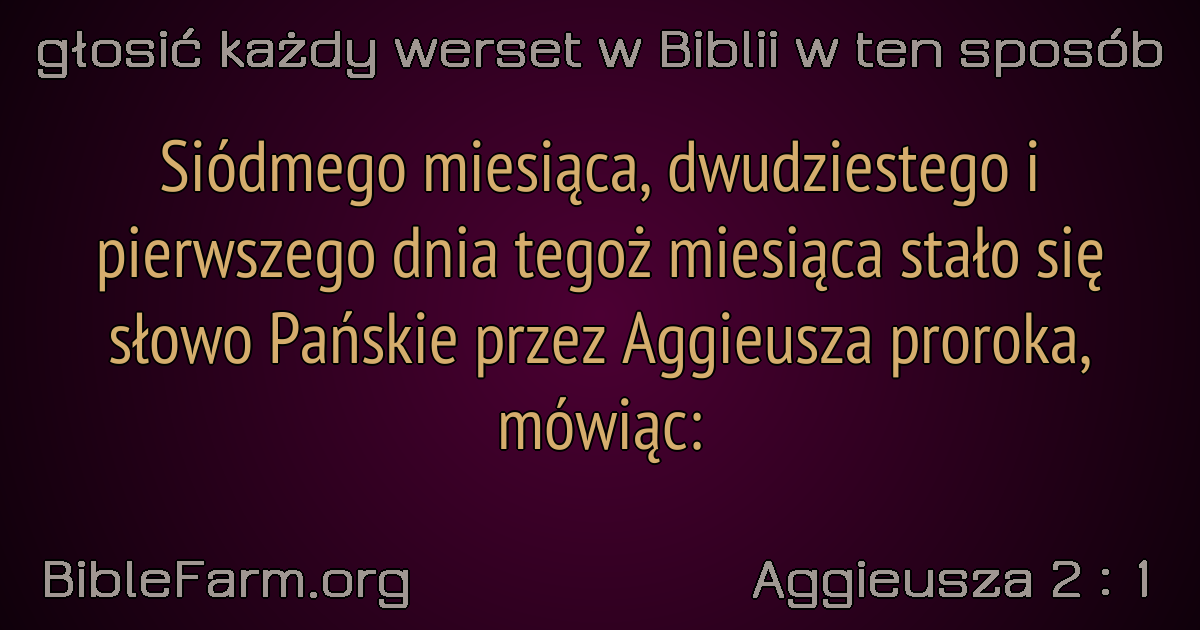 głosić każdy werset w Biblii w ten sposób
Siódmego miesiąca, dwudziestego i
pierwszego dnia tegoż miesiąca stało się
słowo Pańskie przez Aggieusza proroka,
mówiąc:
BibleFarm.org
Aggieusza 2 : 1